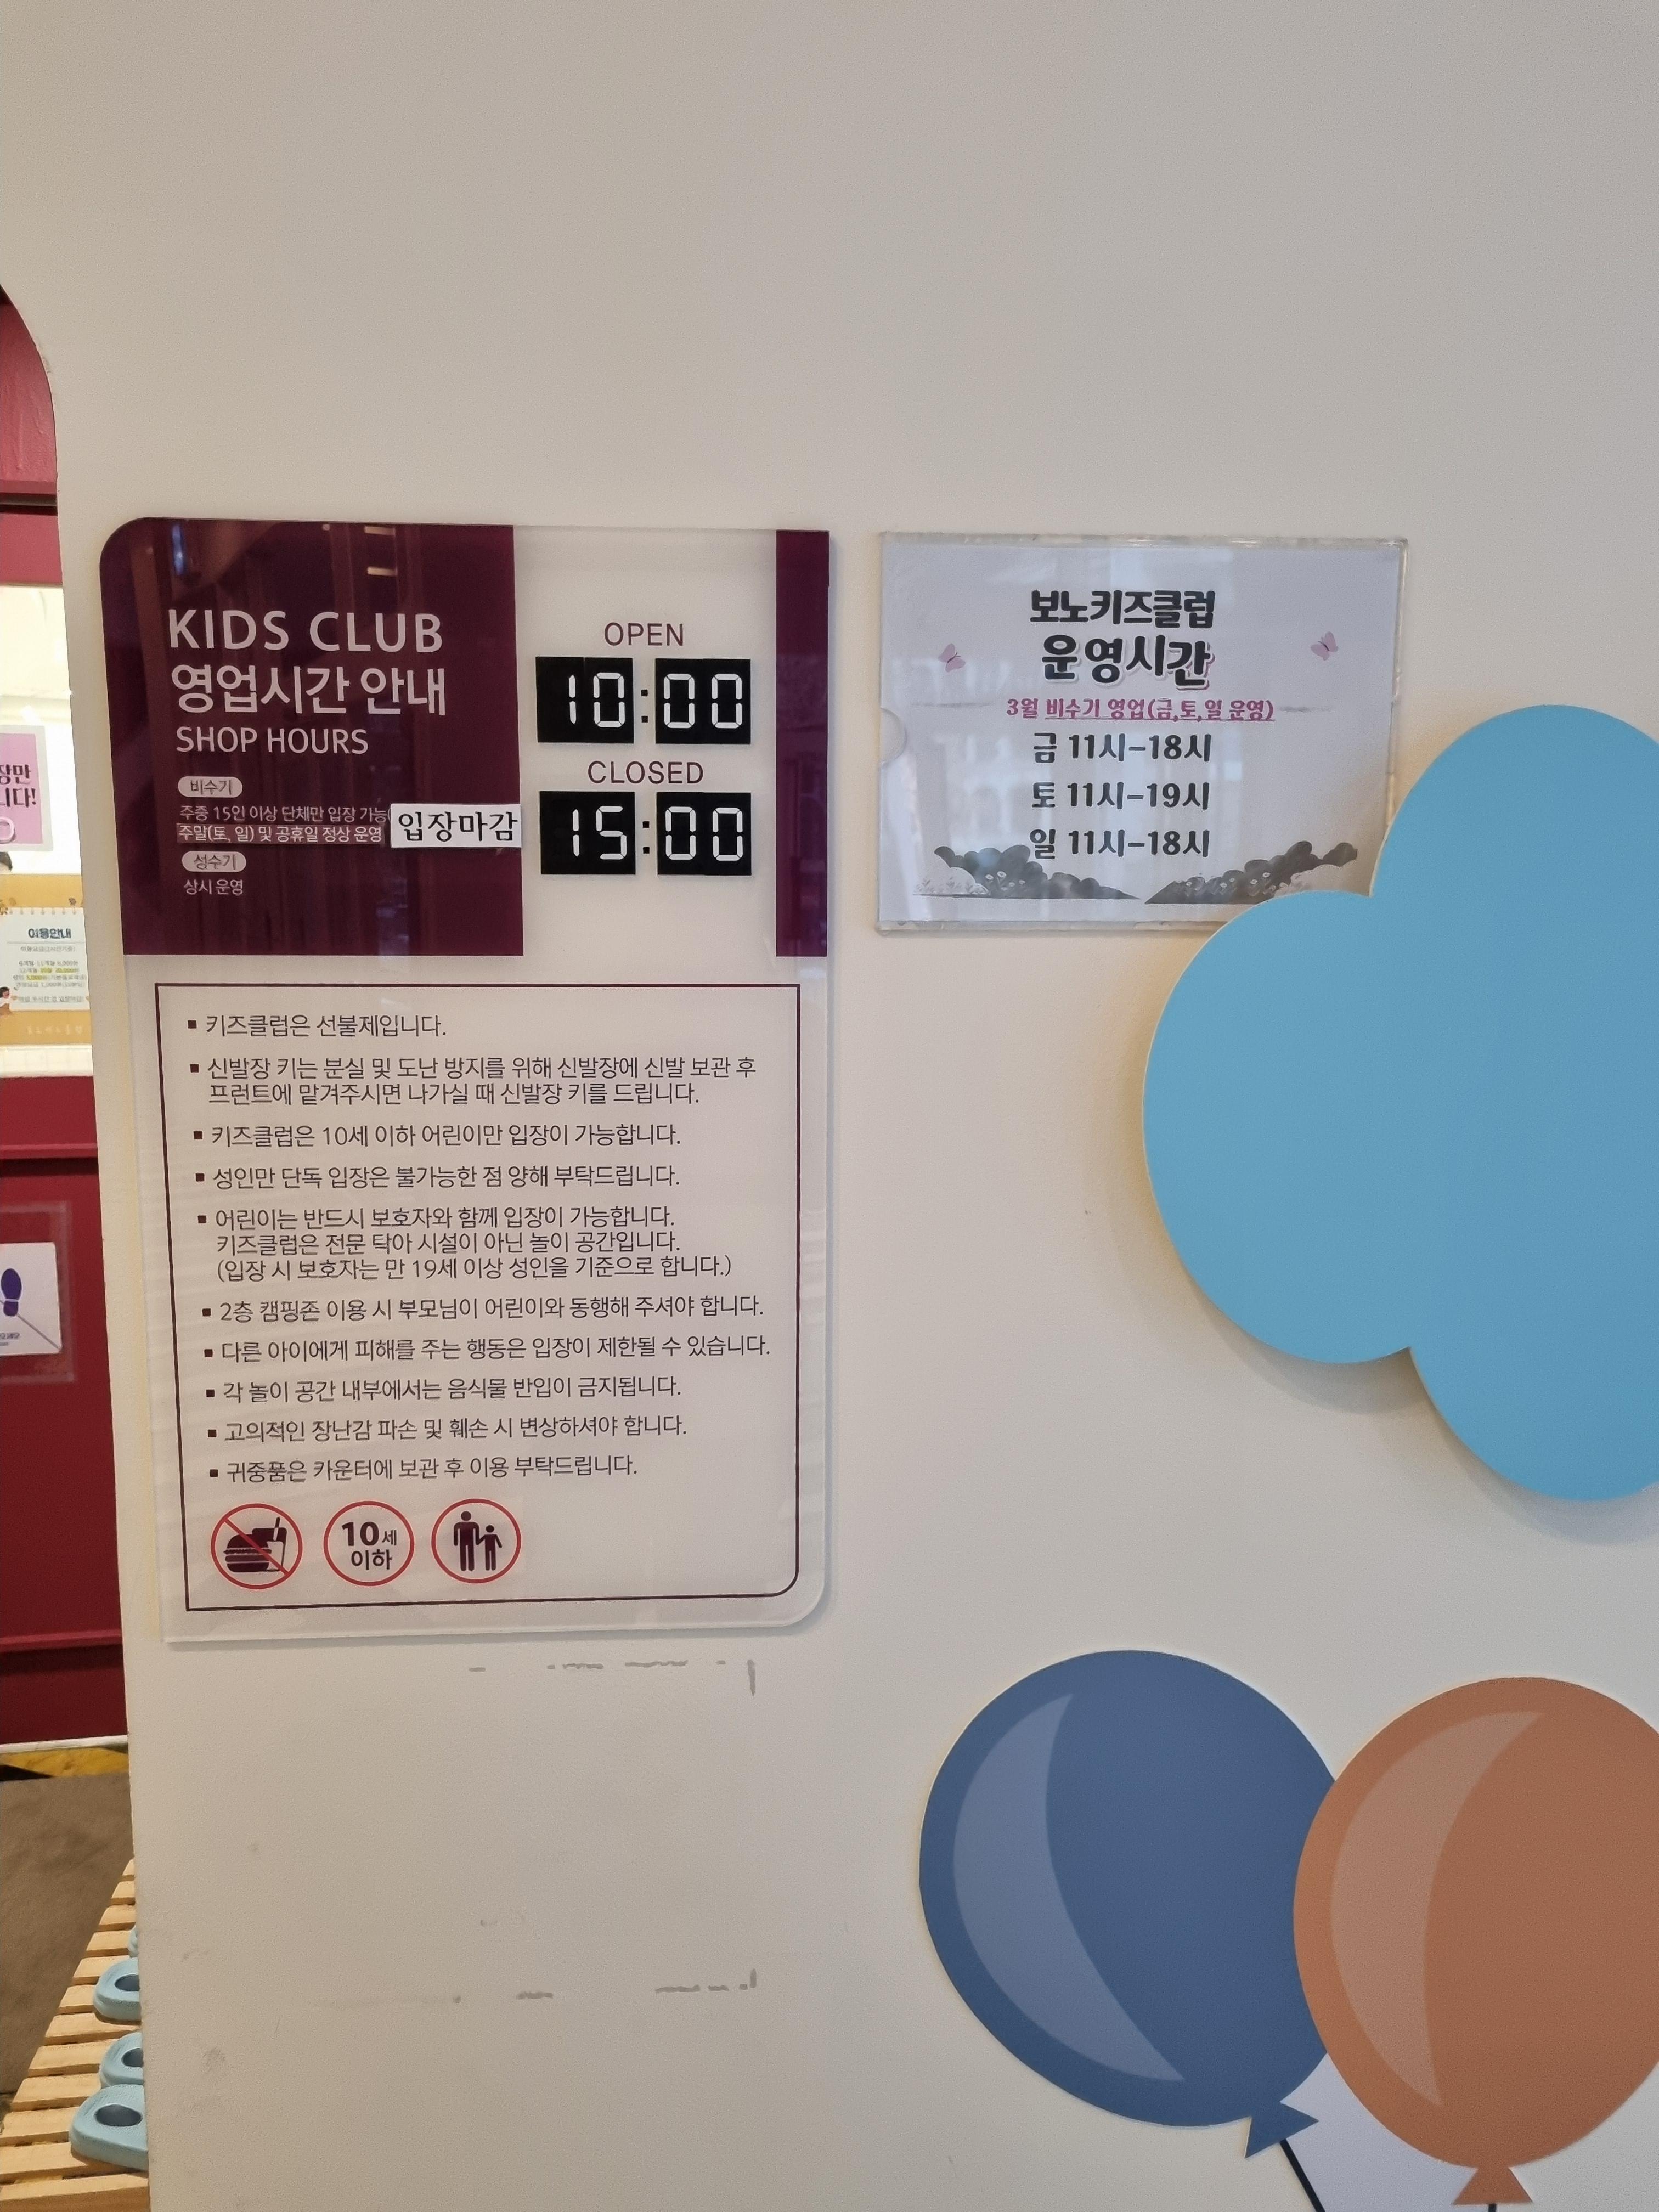 KIDS CLUB
영업시간 안내
SHOP HOURS
비수기
주중 15인 이상 단체만 입장 가능
주말(토, 일) 및 공휴일 정상 운영
성수기
상시 운영
입장마감
OPEN
10:00
CLOSED
15:00
키즈클럽은 선불제입니다.
신발장 키는 분실 및 도난 방지를 위해 신발장에 신발 보관 후
프런트에 맡겨주시면 나가실 때 신발장 키를 드립니다.
키즈클럽은 10세 이하 어린이만 입장이 가능합니다.
성인만 단독 입장은 불가능한 점 양해 부탁드립니다.
어린이는 반드시 보호자와 함께 입장이 가능합니다.
키즈클럽은 전문 탁아 시설이 아닌 놀이 공간입니다.
(입장 시 보호자는 만 19세 이상 성인을 기준으로 합니다.)
2층 캠핑존 이용 시 부모님이 어린이와 동행해 주셔야 합니다.
다른 아이에게 피해를 주는 행동은 입장이 제한될 수 있습니다.
각 놀이 공간 내부에서는 음식물 반입이 금지됩니다.
고의적인 장난감 파손 및 훼손 시 변상하셔야 합니다.
귀중품은 카운터에 보관 후 이용 부탁드립니다.
10세
이하
보노키즈클럽
운영시간
3월 비수기 영업(금,토,일 운영)
금 11시-18시
토 11시-19시
일 11시-18시
이용안내